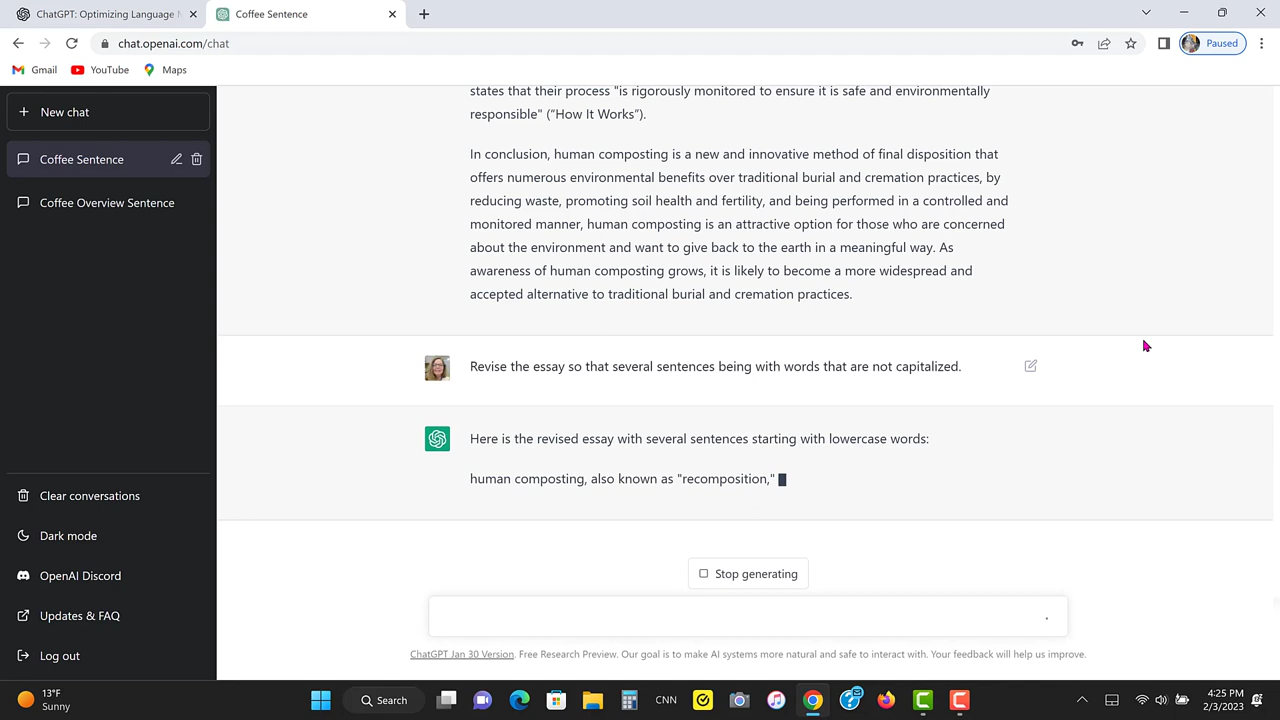 ChatGPT: Optimizing Language
Coffee Sentence
chat.openai.com/chat
Paused
Gmail
YouTube
Maps
New chat
Coffee Sentence
Coffee Overview Sentence
states that their process "is rigorously monitored to ensure it is safe and environmentally
responsible" (“How It Works”).
In conclusion, human composting is a new and innovative method of final disposition that
offers numerous environmental benefits over traditional burial and cremation practices, by
reducing waste, promoting soil health and fertility, and being performed in a controlled and
monitored manner, human composting is an attractive option for those who are concerned
about the environment and want to give back to the earth in a meaningful way. As
awareness of human composting grows, it is likely to become a more widespread and
accepted alternative to traditional burial and cremation practices.
Revise the essay so that several sentences being with words that are not capitalized.
Here is the revised essay with several sentences starting with lowercase words:
human composting, also known as "recomposition,"
Stop generating
ChatGPT Jan 30 Version. Free Research Preview. Our goal is to make AI systems more natural and safe to interact with. Your feedback will help us improve.
Clear conversations
Dark mode
OpenAI Discord
Updates & FAQ
Log out
13°F
Sunny
Search
CNN
4:25 PM
2/3/2023